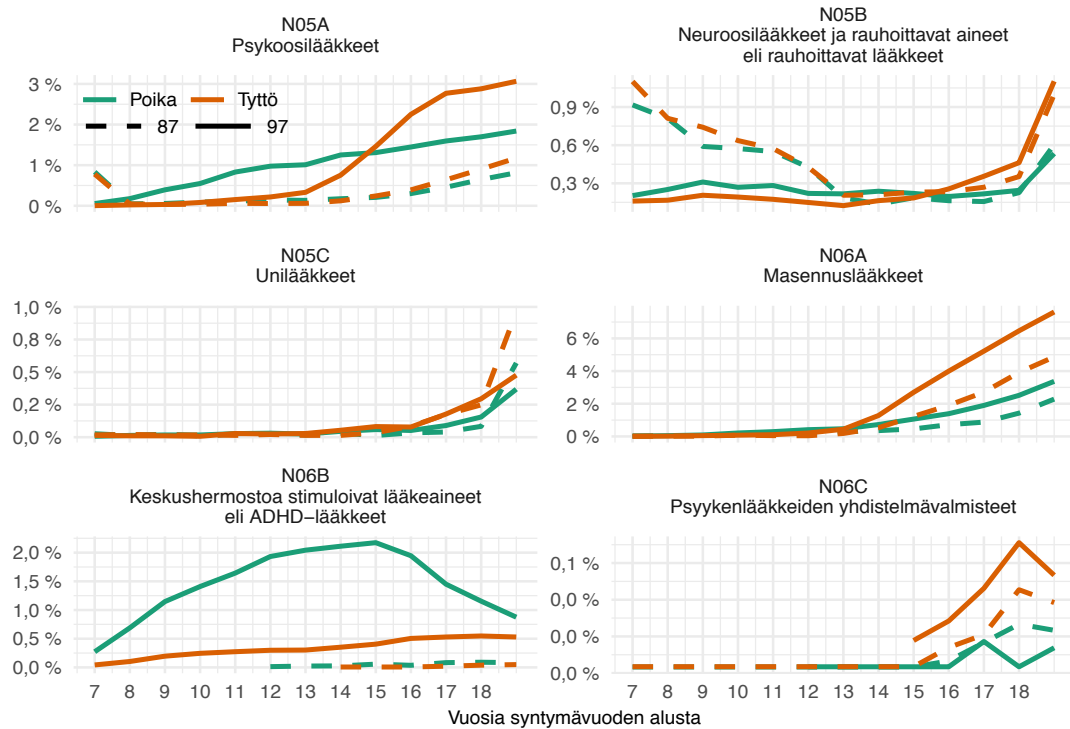 N05A
Psykoosilääkkeet
3 %
2 %
1 %
0 %
Poika
Tyttö
87
97
N05B
Neuroosilääkkeet ja rauhoittavat aineet
eli rauhoittavat lääkkeet
0,9 %
0,6 %
0,3 %
N05C
Unilääkkeet
1,0 %
0,8 %
0,5 %
0,2 %
0,0 %
N06A
Masennuslääkkeet
6 %
4 %
2 %
0 %
N06B
Keskushermostoa stimuloivat lääkeaineet
eli ADHD−lääkkeet
2,0 %
1,5 %
1,0 %
0,5 %
0,0 %
7 8 9 10 11 12 13 14 15 16 17 18
N06C
Psyykenlääkkeiden yhdistelmävalmisteet
0,1 %
0,0 %
0,0 %
0,0 %
7 8 9 10 11 12 13 14 15 16 17 18
Vuosia syntymävuoden alusta